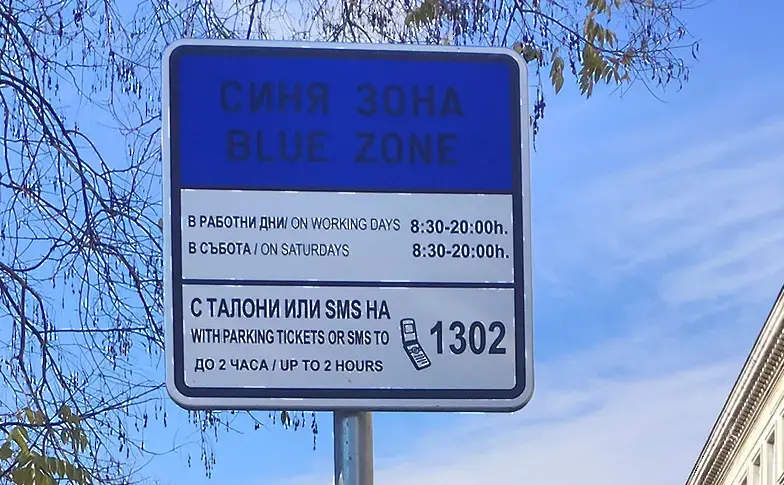 СИНЯ ЗОНА
BLUE ZONE
В РАБОТНИ ДНИ/ ON WORKING DAYS 8:30-20:00h.
В СЪБОТА / ON SATURDAYS 8:30-20:00h.
С ТАЛОНИ ИЛИ SMS НА
WITH PARKING TICKETS OR SMS TO 1302
ДО 2 ЧАСА / UP TO 2 HOURS